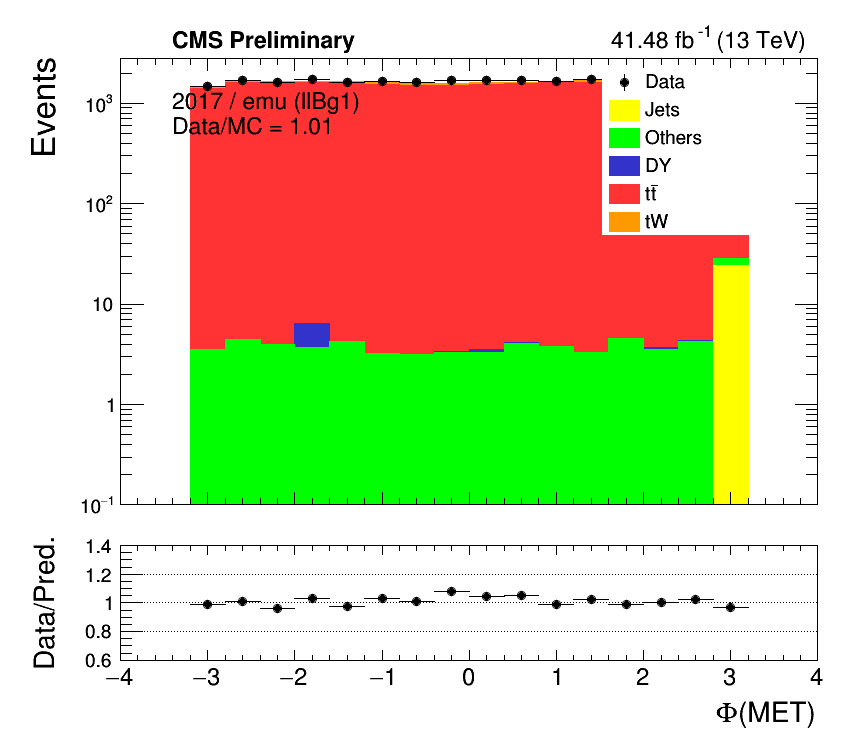 CMS Preliminary
41.48 fb⁻¹ (13 TeV)
Events
2017 / emu (llBg1)
Data/MC = 1.01
Data
Jets
Others
DY
tt̄
tW
10³
10²
10
1
10⁻¹
Data/Pred.
1.4
1.2
1
0.8
0.6
−4 −3 −2 −1 0 1 2 3 4
Φ(MET)